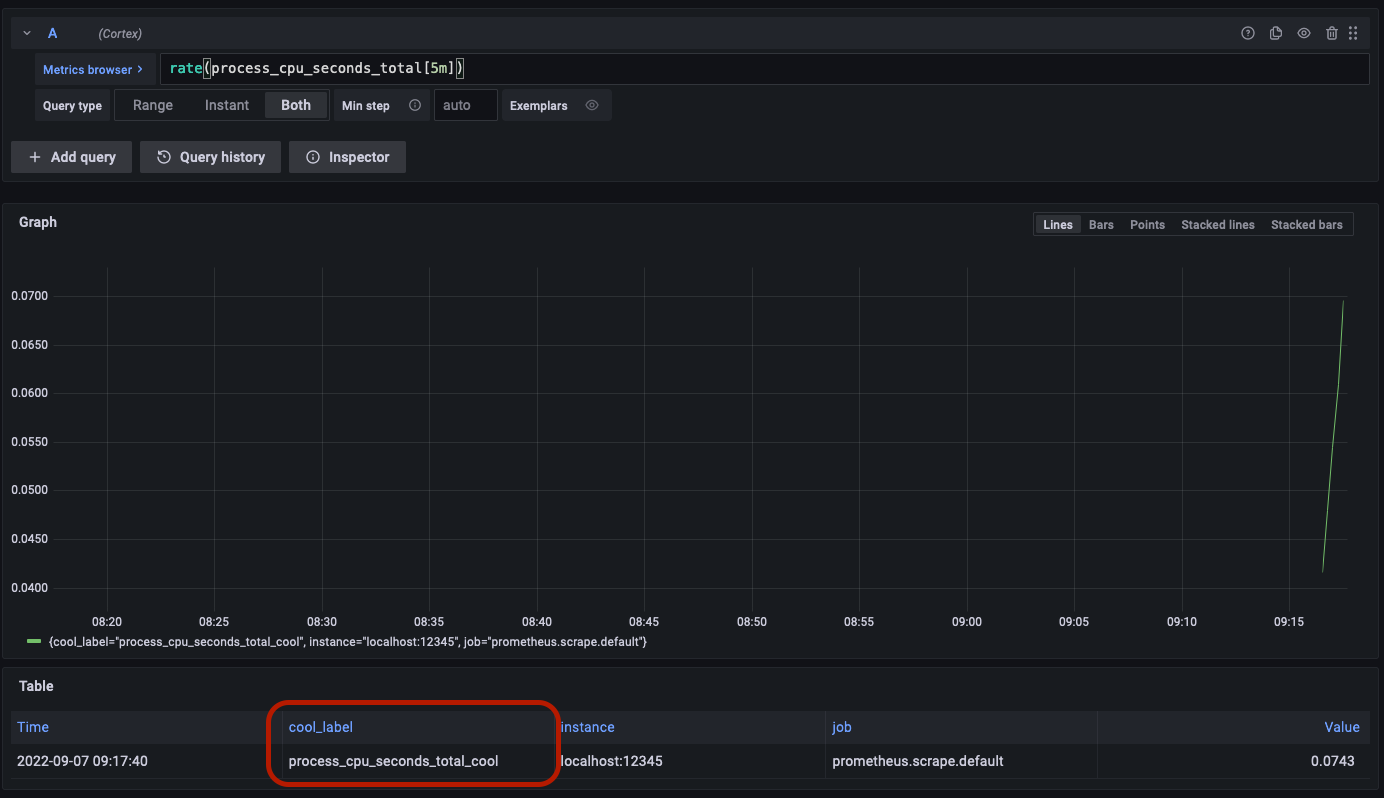 A (Cortex)
Metrics browser > rate(process_cpu_seconds_total[5m])
Query type Range Instant Both Min step auto Exemplars
+ Add query Query history Inspector
Graph Lines Bars Points Stacked lines Stacked bars
0.0700
0.0650
0.0600
0.0550
0.0500
0.0450
0.0400
08:20 08:25 08:30 08:35 08:40 08:45 08:50 08:55 09:00 09:05 09:10 09:15
{cool_label="process_cpu_seconds_total_cool", instance="localhost:12345", job="prometheus.scrape.default"}
Table
Time cool_label instance job Value
2022-09-07 09:17:40 process_cpu_seconds_total_cool localhost:12345 prometheus.scrape.default 0.0743